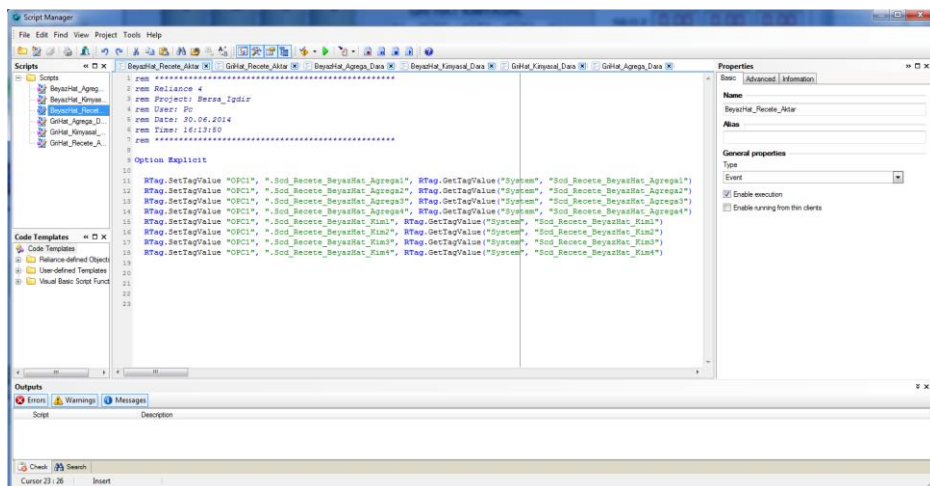 Script Manager
File Edit Find View Project Tools Help
Scripts
Scripts
BeyazHat_Agreg...
BeyazHat_Kimyas...
BeyazHat_Recet...
GriHat_Agrega_D...
GriHat_Kimyasal_...
GriHat_Recete_A...
Code Templates
Code Templates
Reliance-defined Objects
User-defined Templates
Visual Basic Script Funct
BeyazHat_Recete_Aktar GriHat_Recete_Aktar BeyazHat_Agrega_Dara BeyazHat_Kimyasal_Dara GriHat_Kimyasal_Dara GriHat_Agrega_Dara
1 rem **************************************************
2 rem Reliance 4
3 rem Project: Bersa_Igdir
4 rem User: Pc
5 rem Date: 30.06.2014
6 rem Time: 16:13:50
7 rem **************************************************
8
9 Option Explicit
10
11 RTag.SetTagValue "OPC1", ".Scd_Recete_BeyazHat_Agrega1", RTag.GetTagValue("System", "Scd_Recete_BeyazHat_Agrega1")
12 RTag.SetTagValue "OPC1", ".Scd_Recete_BeyazHat_Agrega2", RTag.GetTagValue("System", "Scd_Recete_BeyazHat_Agrega2")
13 RTag.SetTagValue "OPC1", ".Scd_Recete_BeyazHat_Agrega3", RTag.GetTagValue("System", "Scd_Recete_BeyazHat_Agrega3")
14 RTag.SetTagValue "OPC1", ".Scd_Recete_BeyazHat_Agrega4", RTag.GetTagValue("System", "Scd_Recete_BeyazHat_Agrega4")
15 RTag.SetTagValue "OPC1", ".Scd_Recete_BeyazHat_Kim1", RTag.GetTagValue("System", "Scd_Recete_BeyazHat_Kim1")
16 RTag.SetTagValue "OPC1", ".Scd_Recete_BeyazHat_Kim2", RTag.GetTagValue("System", "Scd_Recete_BeyazHat_Kim2")
17 RTag.SetTagValue "OPC1", ".Scd_Recete_BeyazHat_Kim3", RTag.GetTagValue("System", "Scd_Recete_BeyazHat_Kim3")
18 RTag.SetTagValue "OPC1", ".Scd_Recete_BeyazHat_Kim4", RTag.GetTagValue("System", "Scd_Recete_BeyazHat_Kim4")
19
20
21
22
23
Properties
Basic Advanced Information
Name
BeyazHat_Recete_Aktar
Alias
General properties
Type
Event
Enable execution
Enable running from thin clients
Outputs
Errors Warnings Messages
Script Description
Check Search
Cursor 23 : 26 Insert